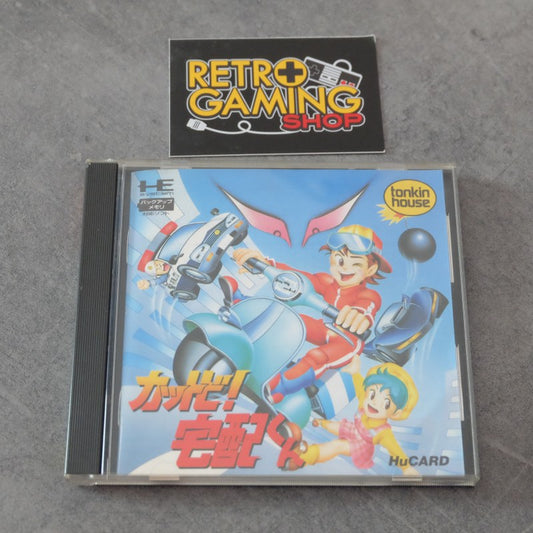 RETRO
GAMING
SHOP
HE
バックアップ
メモリ
tonkin
house
カットビ!
宅配くん
HuCARD